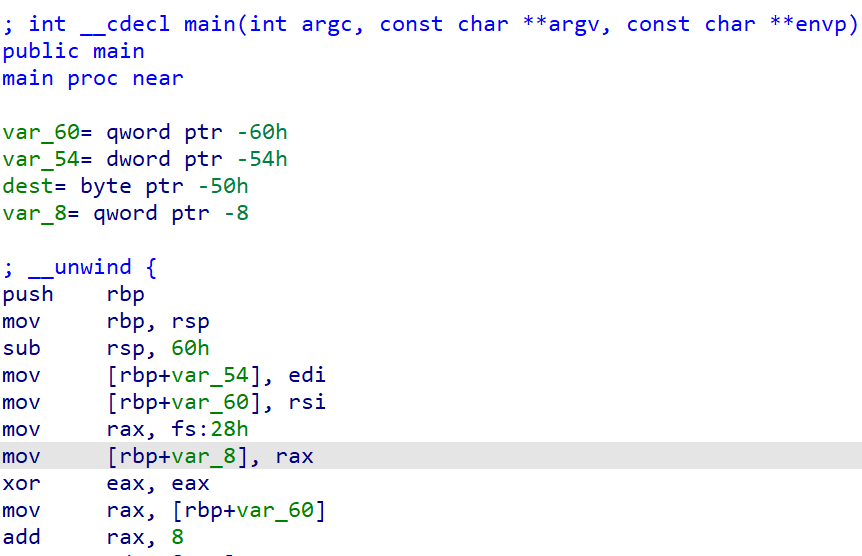 ; int __cdecl main(int argc, const char **argv, const char **envp)
public main
main proc near
var_60= qword ptr -60h
var_54= dword ptr -54h
dest= byte ptr -50h
var_8= qword ptr -8
; __unwind {
push rbp
mov rbp, rsp
sub rsp, 60h
mov [rbp+var_54], edi
mov [rbp+var_60], rsi
mov rax, fs:28h
mov [rbp+var_8], rax
xor eax, eax
mov rax, [rbp+var_60]
add rax, 8